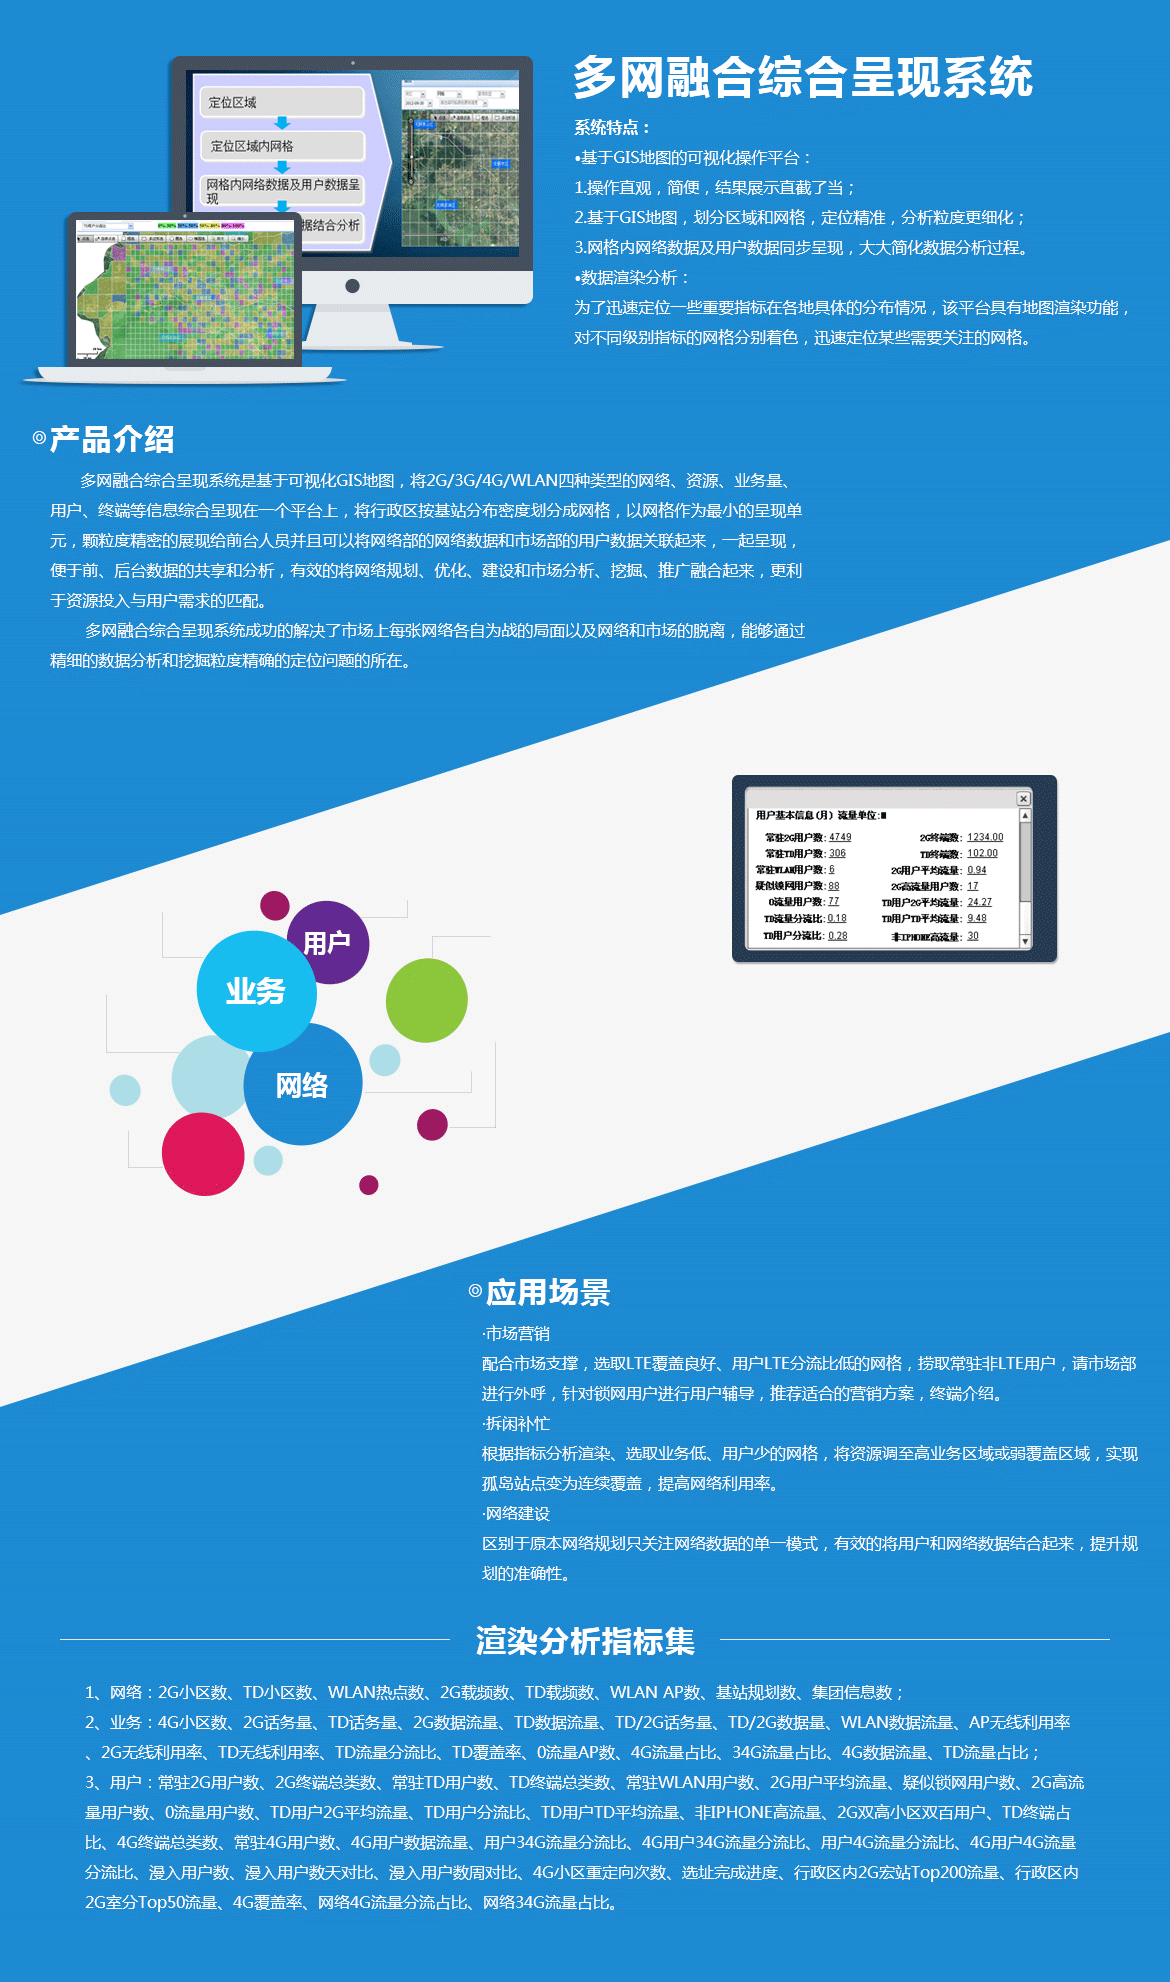 多网融合综合呈现系统
系统特点：
•基于GIS地图的可视化操作平台：
1.操作直观，简便，结果展示直截了当；
2.基于GIS地图，划分区域和网格，定位精准，分析粒度更细化；
3.网格内网络数据及用户数据同步呈现，大大简化数据分析过程。
•数据渲染分析：
为了迅速定位一些重要指标在各地具体的分布情况，该平台具有地图渲染功能，
对不同级别指标的网格分别着色，迅速定位某些需要关注的网格。
定位区域
定位区域内网格
网格内网络数据及用户数据呈
现
据结合分析
产品介绍
多网融合综合呈现系统是基于可视化GIS地图，将2G/3G/4G/WLAN四种类型的网络、资源、业务量、
用户、终端等信息综合呈现在一个平台上，将行政区按基站分布密度划分成网格，以网格作为最小的呈现单
元，颗粒度精密的展现给前台人员并且可以将网络部的网络数据和市场部的用户数据关联起来，一起呈现，
便于前、后台数据的共享和分析，有效的将网络规划、优化、建设和市场分析、挖掘、推广融合起来，更利
于资源投入与用户需求的匹配。
多网融合综合呈现系统成功的解决了市场上每张网络各自为战的局面以及网络和市场的脱离，能够通过
精细的数据分析和挖掘粒度精确的定位问题的所在。
用户基本信息(月) 流量单位:■
常驻2G用户数: 4749 2G终端数: 1234.00
常驻TD用户数: 306 TD终端数: 102.00
常驻WLAN用户数: 6 2G用户平均流量: 0.94
疑似锁网用户数: 88 2G高流量用户数: 17
0流量用户数: 77 TD用户2G平均流量: 24.27
TD流量分流比: 0.18 TD用户TD平均流量: 9.48
TD用户分流比: 0.28 非IPHONE高流量: 30
用户
业务
网络
应用场景
·市场营销
配合市场支撑，选取LTE覆盖良好、用户LTE分流比低的网格，捞取常驻非LTE用户，请市场部
进行外呼，针对锁网用户进行用户辅导，推荐适合的营销方案，终端介绍。
·拆闲补忙
根据指标分析渲染、选取业务低、用户少的网格，将资源调至高业务区域或弱覆盖区域，实现
孤岛站点变为连续覆盖，提高网络利用率。
·网络建设
区别于原本网络规划只关注网络数据的单一模式，有效的将用户和网络数据结合起来，提升规
划的准确性。
渲染分析指标集
1、网络：2G小区数、TD小区数、WLAN热点数、2G载频数、TD载频数、WLAN AP数、基站规划数、集团信息数；
2、业务：4G小区数、2G话务量、TD话务量、2G数据流量、TD数据流量、TD/2G话务量、TD/2G数据量、WLAN数据流量、AP无线利用率
、2G无线利用率、TD无线利用率、TD流量分流比、TD覆盖率、0流量AP数、4G流量占比、34G流量占比、4G数据流量、TD流量占比；
3、用户：常驻2G用户数、2G终端总类数、常驻TD用户数、TD终端总类数、常驻WLAN用户数、2G用户平均流量、疑似锁网用户数、2G高流
量用户数、0流量用户数、TD用户2G平均流量、TD用户分流比、TD用户TD平均流量、非IPHONE高流量、2G双高小区双百用户、TD终端占
比、4G终端总类数、常驻4G用户数、4G用户数据流量、用户34G流量分流比、4G用户34G流量分流比、用户4G流量分流比、4G用户4G流量
分流比、漫入用户数、漫入用户数天对比、漫入用户数周对比、4G小区重定向次数、选址完成进度、行政区内2G宏站Top200流量、行政区内
2G室分Top50流量、4G覆盖率、网络4G流量分流占比、网络34G流量占比。